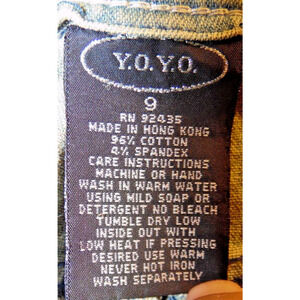 Y.O.Y.O.
9
RN 92435
MADE IN HONG KONG
96% COTTON
4% SPANDEX
CARE INSTRUCTIONS
MACHINE OR HAND
WASH IN WARM WATER
USING MILD SOAP OR
DETERGENT NO BLEACH
TUMBLE DRY LOW
INSIDE OUT WITH
LOW HEAT IF PRESSING
DESIRED USE WARM
NEVER HOT IRON
WASH SEPARATELY